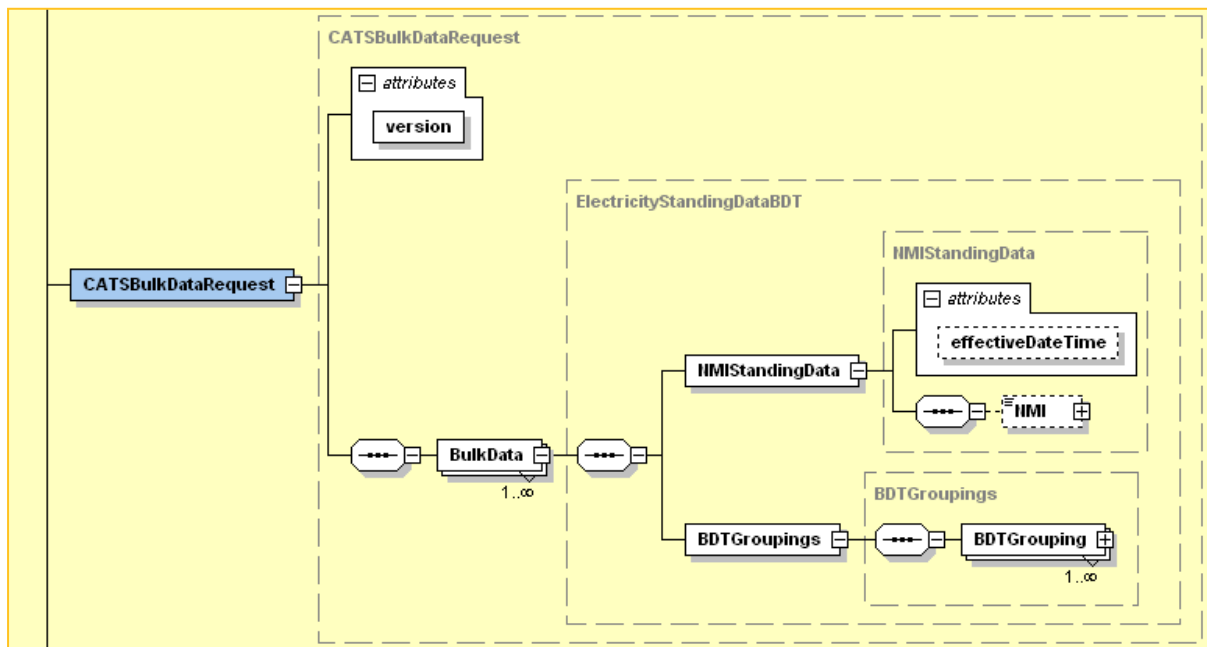 CATSBulkDataRequest
attributes
version
ElectricityStandingDataBDT
NMIStandingData
attributes
effectiveDateTime
CATSBulkDataRequest
NMIStandingData
NMI
BulkData
1..∞
BDTGroupings
BDTGroupings
BDTGrouping
1..∞